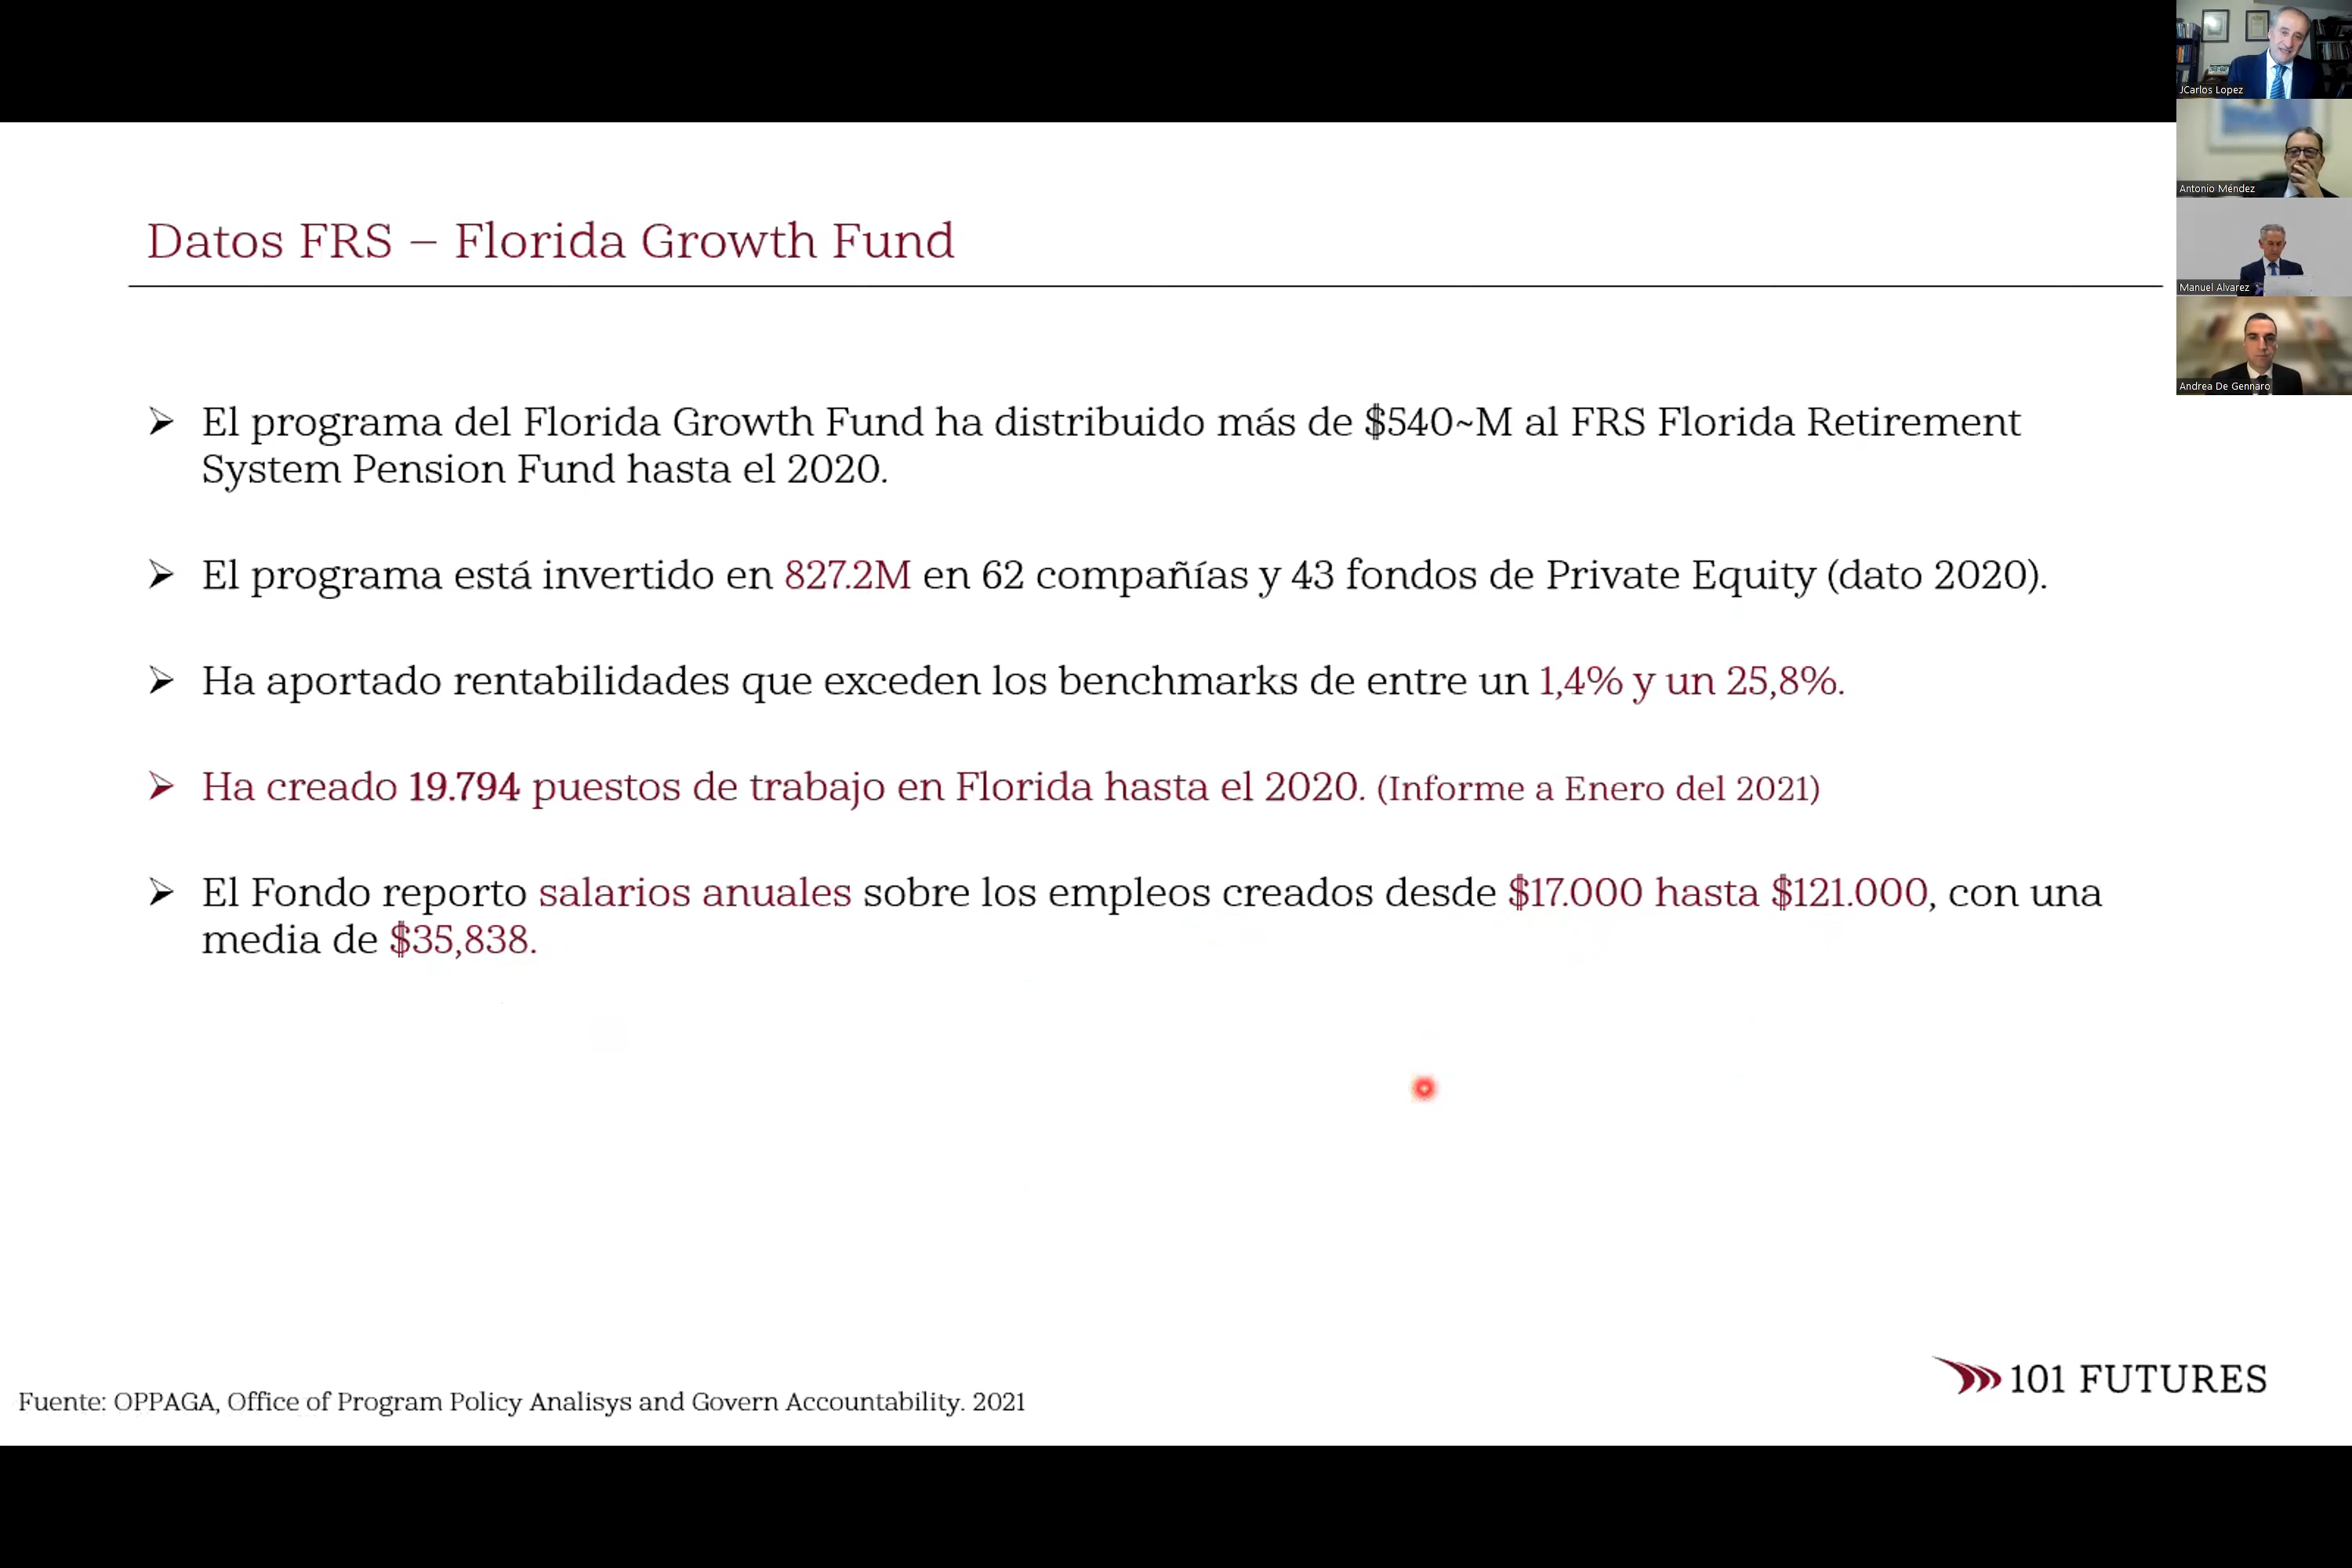 JCarlos Lopez
Antonio Méndez
Manuel Alvarez
Andrea De Gennaro
Datos FRS – Florida Growth Fund
El programa del Florida Growth Fund ha distribuido más de $540~M al FRS Florida Retirement
System Pension Fund hasta el 2020.
El programa está invertido en 827.2M en 62 compañías y 43 fondos de Private Equity (dato 2020).
Ha aportado rentabilidades que exceden los benchmarks de entre un 1,4% y un 25,8%.
Ha creado 19.794 puestos de trabajo en Florida hasta el 2020. (Informe a Enero del 2021)
El Fondo reporto salarios anuales sobre los empleos creados desde $17.000 hasta $121.000, con una
media de $35,838.
101 FUTURES
Fuente: OPPAGA, Office of Program Policy Analisys and Govern Accountability. 2021